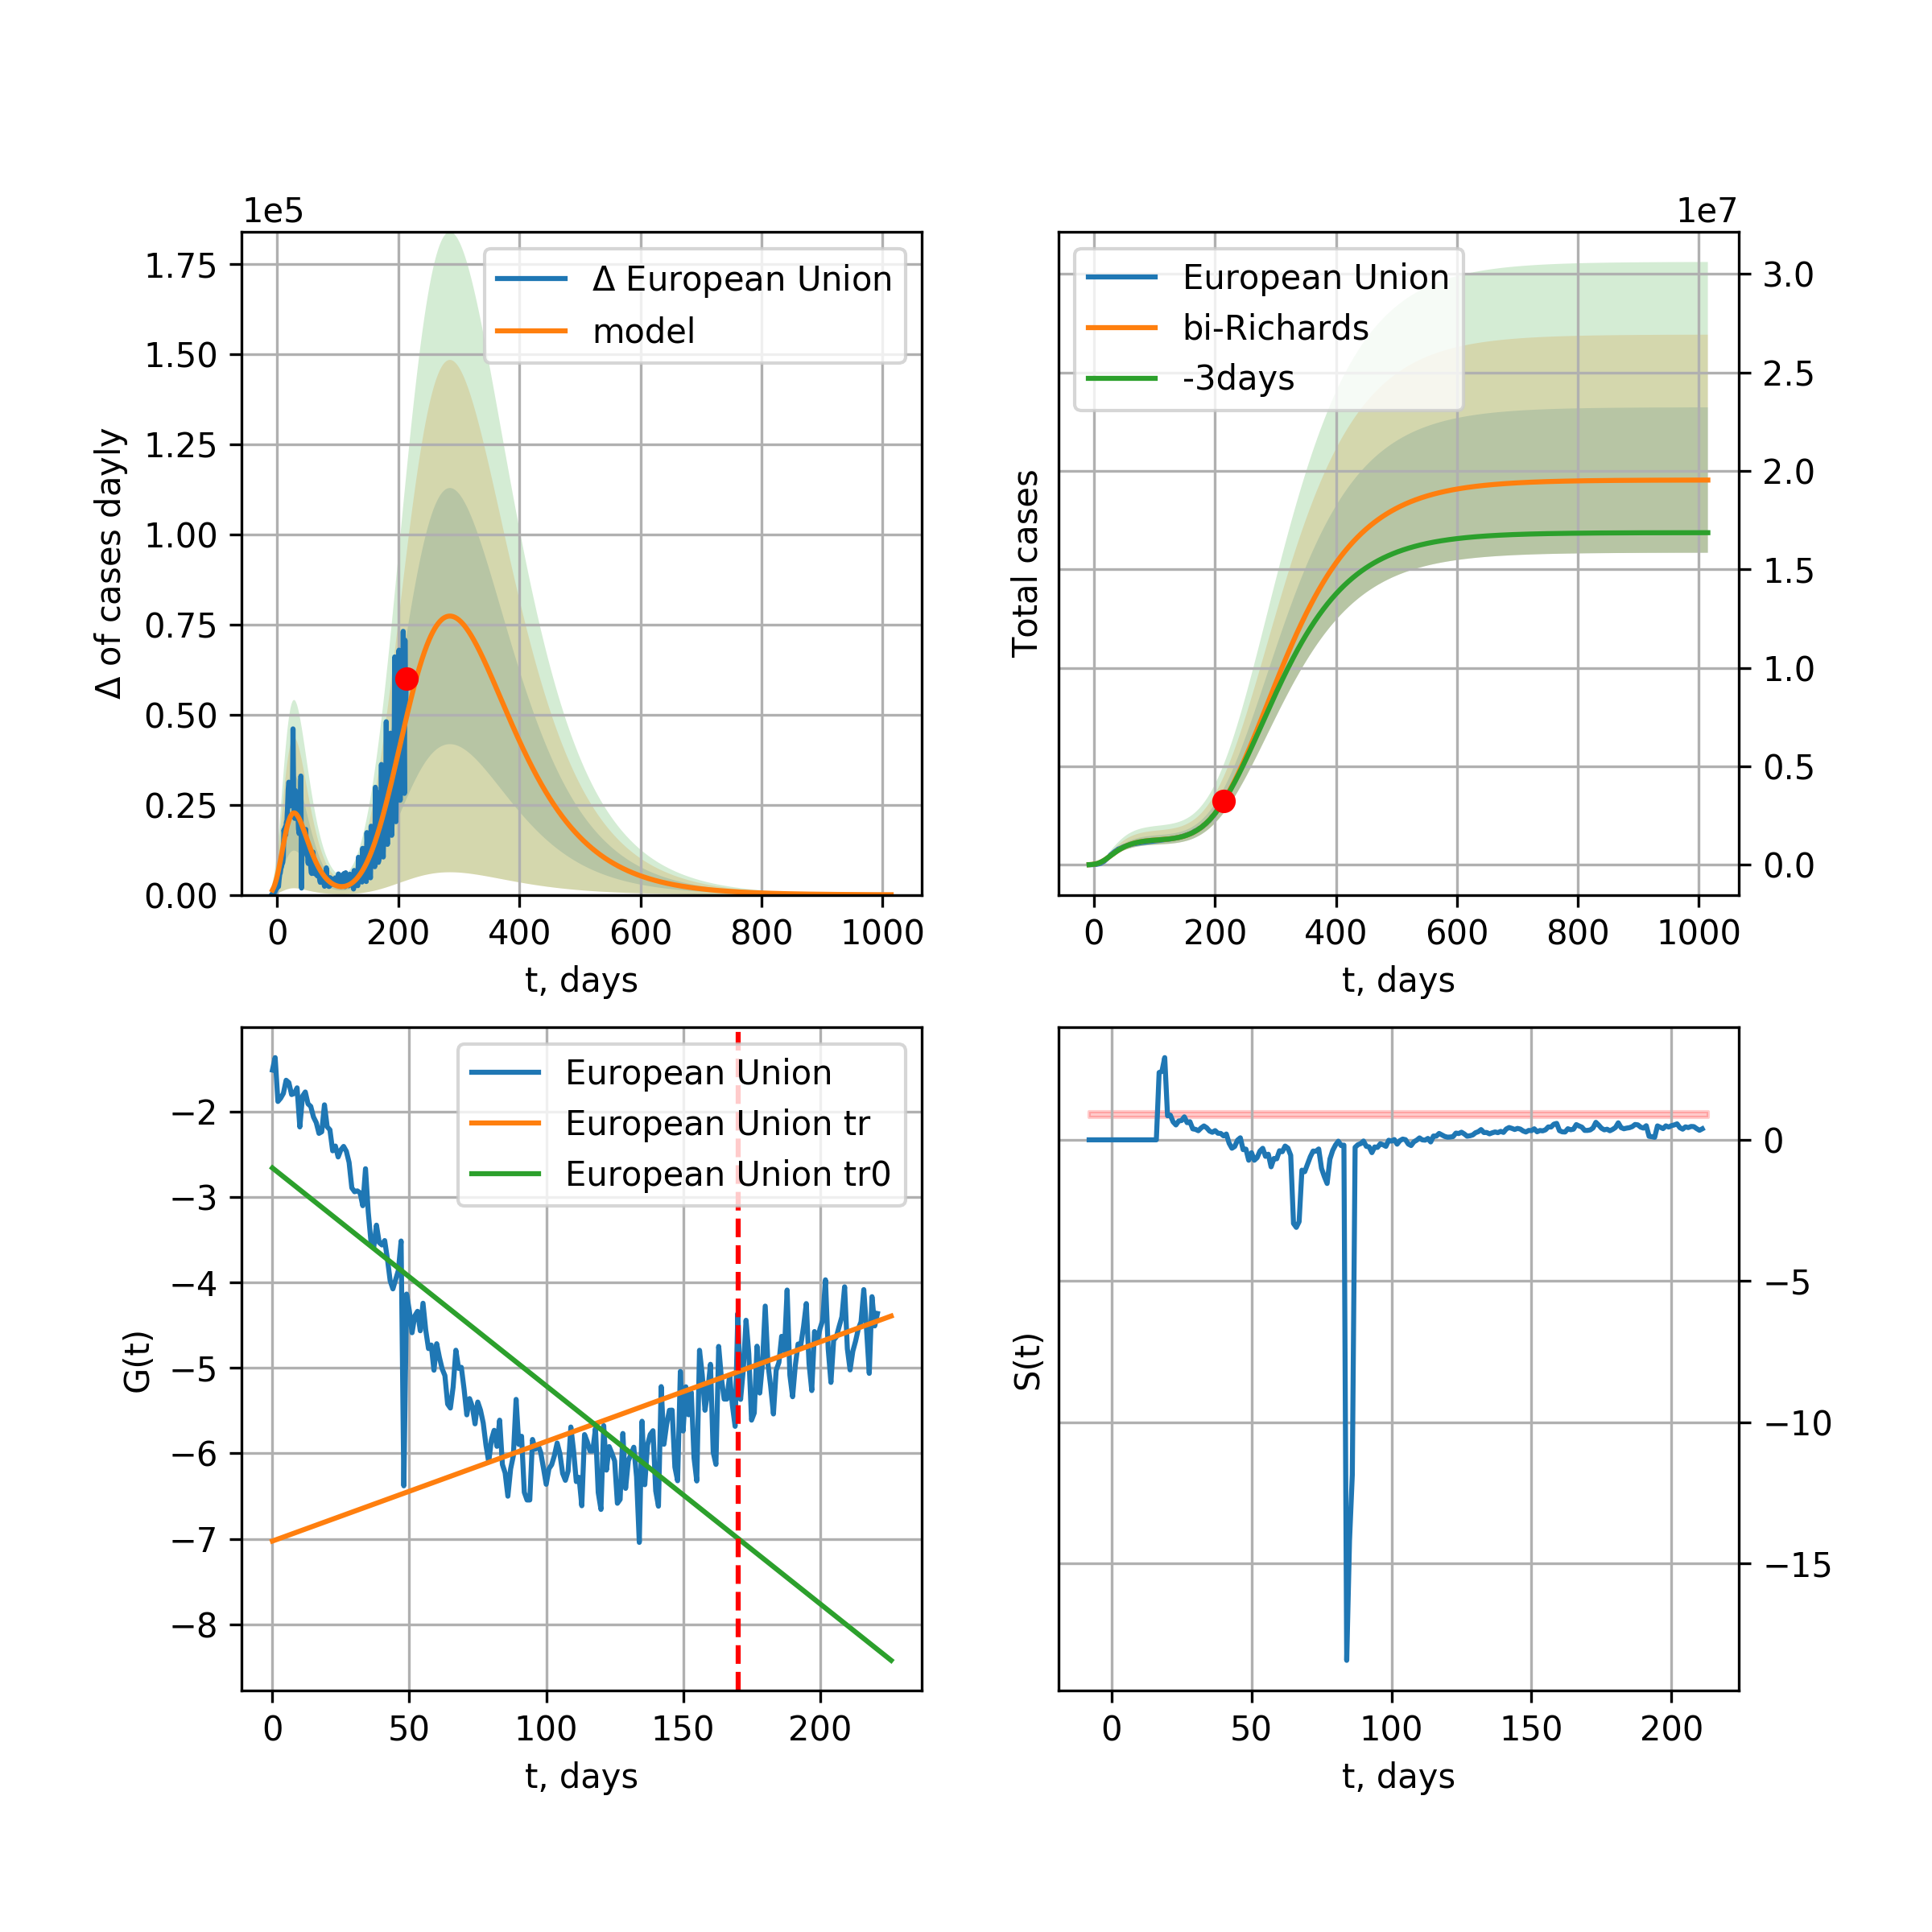 1e5
1.75
1.50
1.25
1.00
0.75
0.50
0.25
0.00
Δ of cases dayly
Δ European Union
model
0 200 400 600 800 1000
t, days
1e7
3.0
2.5
2.0
1.5
1.0
0.5
0.0
Total cases
European Union
bi-Richards
-3days
0 200 400 600 800 1000
t, days
−2
−3
−4
−5
−6
−7
−8
G(t)
European Union
European Union tr
European Union tr0
0 50 100 150 200
t, days
0
−5
−10
−15
S(t)
0 50 100 150 200
t, days